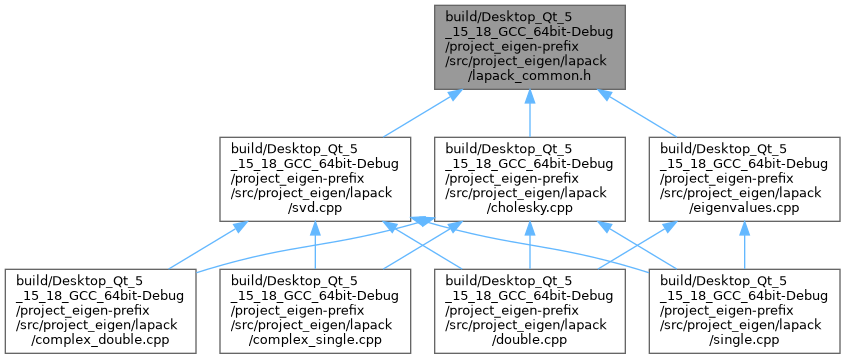 build/Desktop_Qt_5
_15_18_GCC_64bit-Debug
/project_eigen-prefix
/src/project_eigen/lapack
/lapack_common.h
build/Desktop_Qt_5
_15_18_GCC_64bit-Debug
/project_eigen-prefix
/src/project_eigen/lapack
/svd.cpp
build/Desktop_Qt_5
_15_18_GCC_64bit-Debug
/project_eigen-prefix
/src/project_eigen/lapack
/cholesky.cpp
build/Desktop_Qt_5
_15_18_GCC_64bit-Debug
/project_eigen-prefix
/src/project_eigen/lapack
/eigenvalues.cpp
build/Desktop_Qt_5
_15_18_GCC_64bit-Debug
/project_eigen-prefix
/src/project_eigen/lapack
/complex_double.cpp
build/Desktop_Qt_5
_15_18_GCC_64bit-Debug
/project_eigen-prefix
/src/project_eigen/lapack
/complex_single.cpp
build/Desktop_Qt_5
_15_18_GCC_64bit-Debug
/project_eigen-prefix
/src/project_eigen/lapack
/double.cpp
build/Desktop_Qt_5
_15_18_GCC_64bit-Debug
/project_eigen-prefix
/src/project_eigen/lapack
/single.cpp